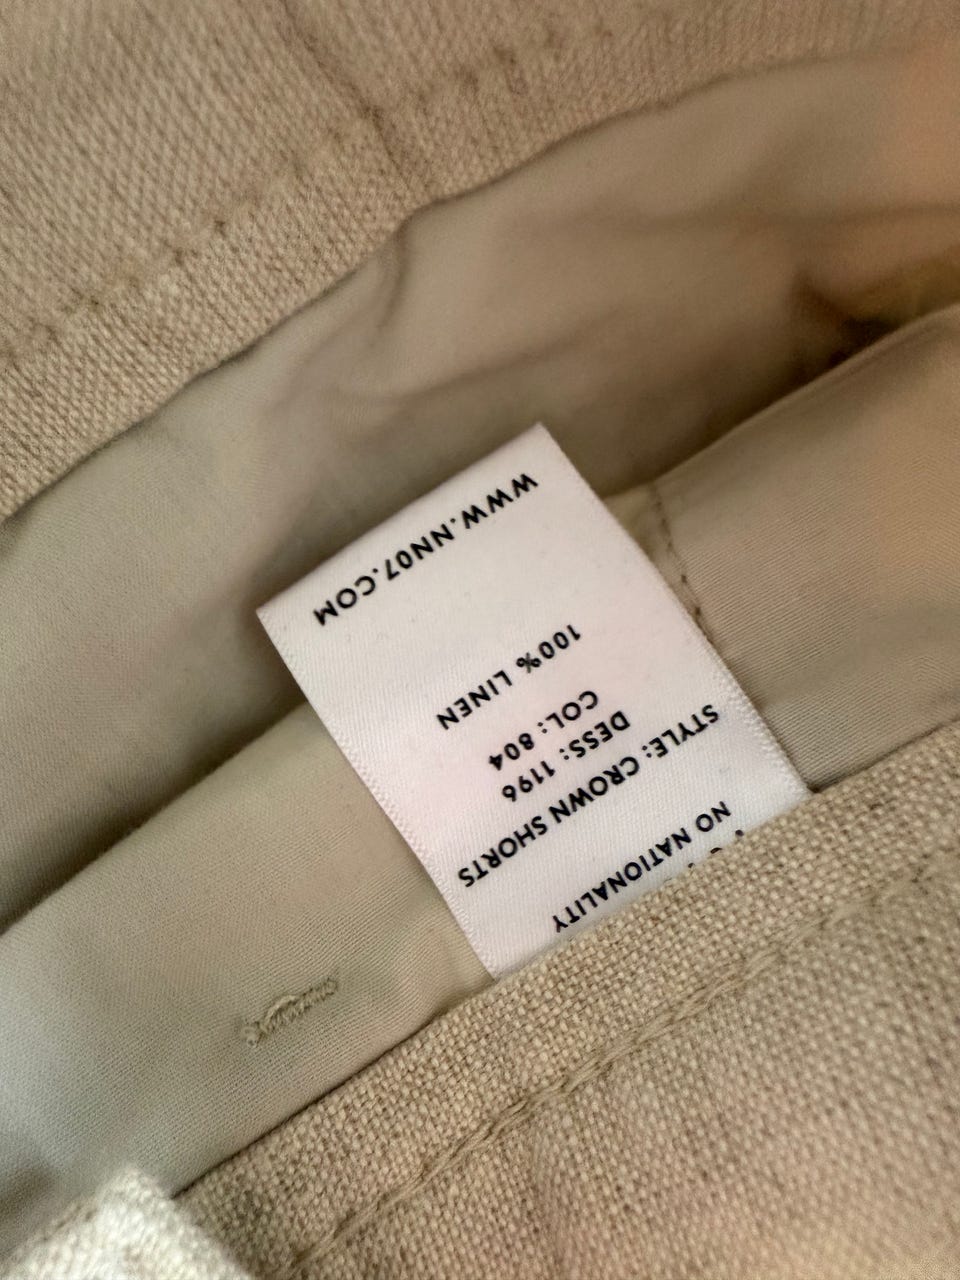 NO NATIONALITY
STYLE: CROWN SHORTS
DESS: 1196
COL: 804
100% LINEN
WWW.NN07.COM